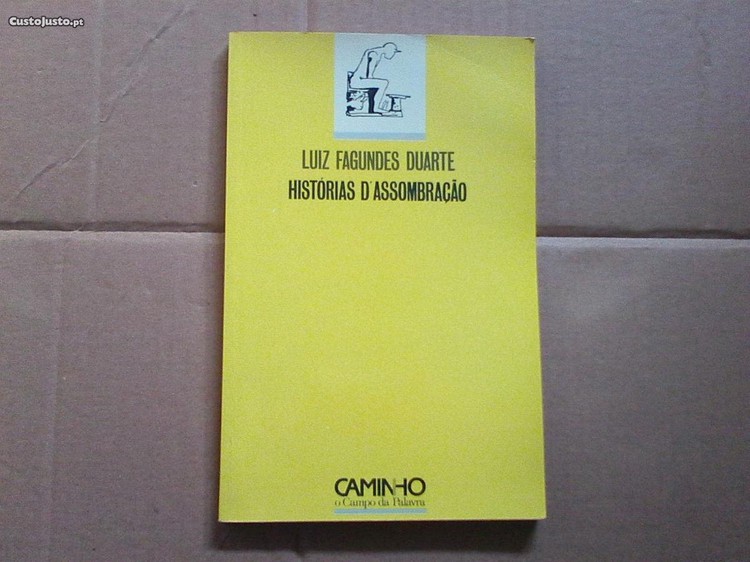 CustoJusto.pt
LUIZ FAGUNDES DUARTE
HISTÓRIAS D'ASSOMBRAÇÃO
CAMINHO
o Campo da Palavra